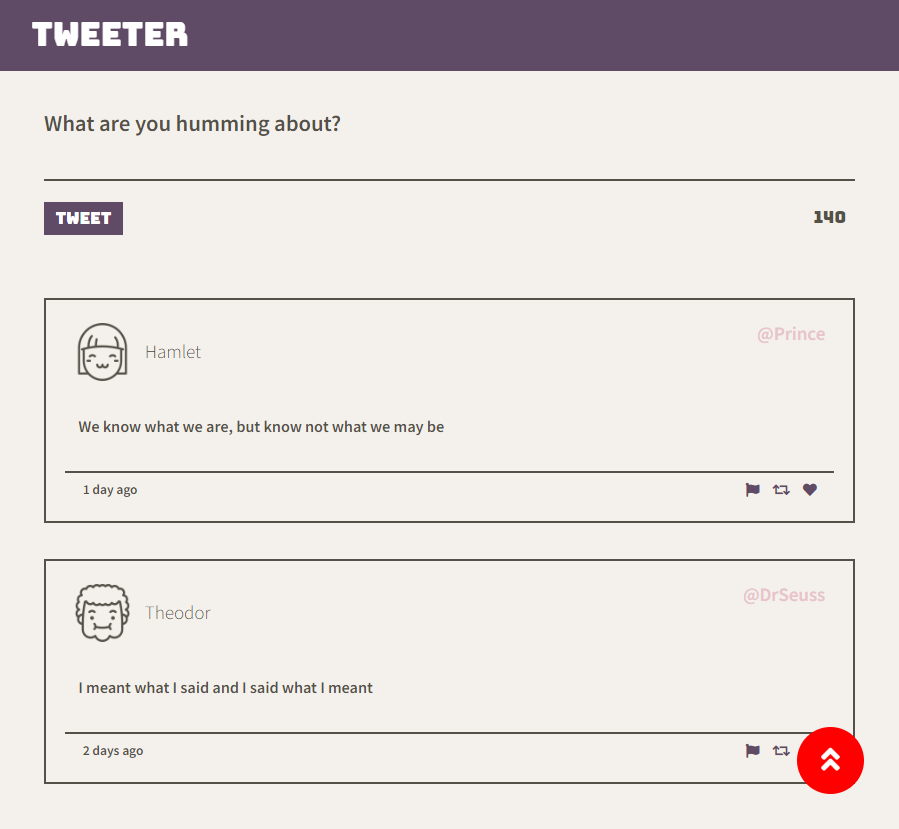 TWEETER
What are you humming about?
TWEET 140
Hamlet @Prince
We know what we are, but know not what we may be
1 day ago
Theodor @DrSeuss
I meant what I said and I said what I meant
2 days ago